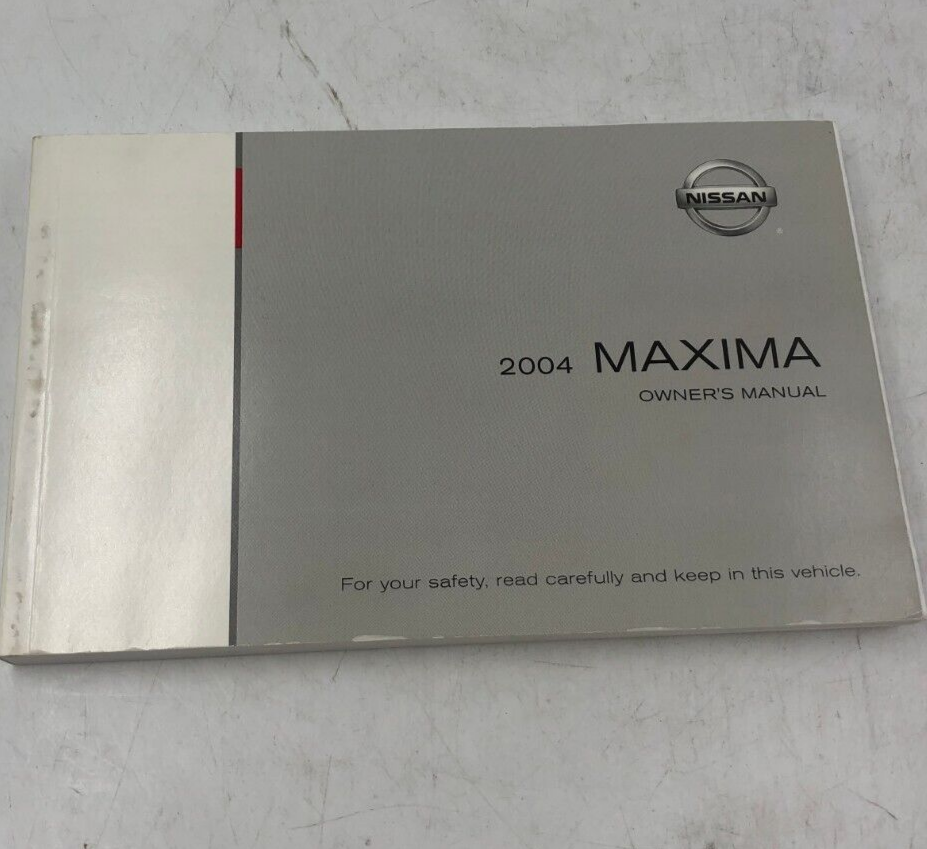 NISSAN
2004 MAXIMA
OWNER'S MANUAL
For your safety, read carefully and keep in this vehicle.